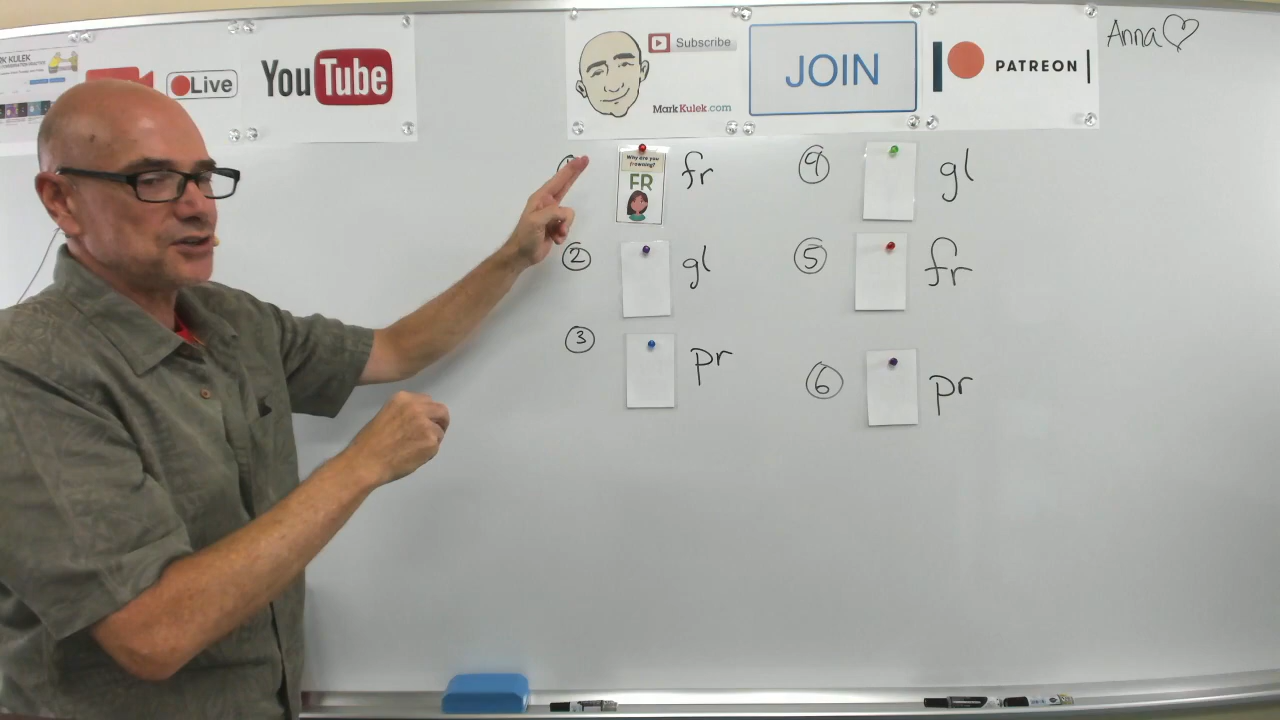 RK KULEK
Live
YouTube
Subscribe
MarkKulek.com
JOIN
PATREON
Anna♡
Why are you
frowning?
FR
fr
② gl
③ pr
④ gl
⑤ fr
⑥ pr